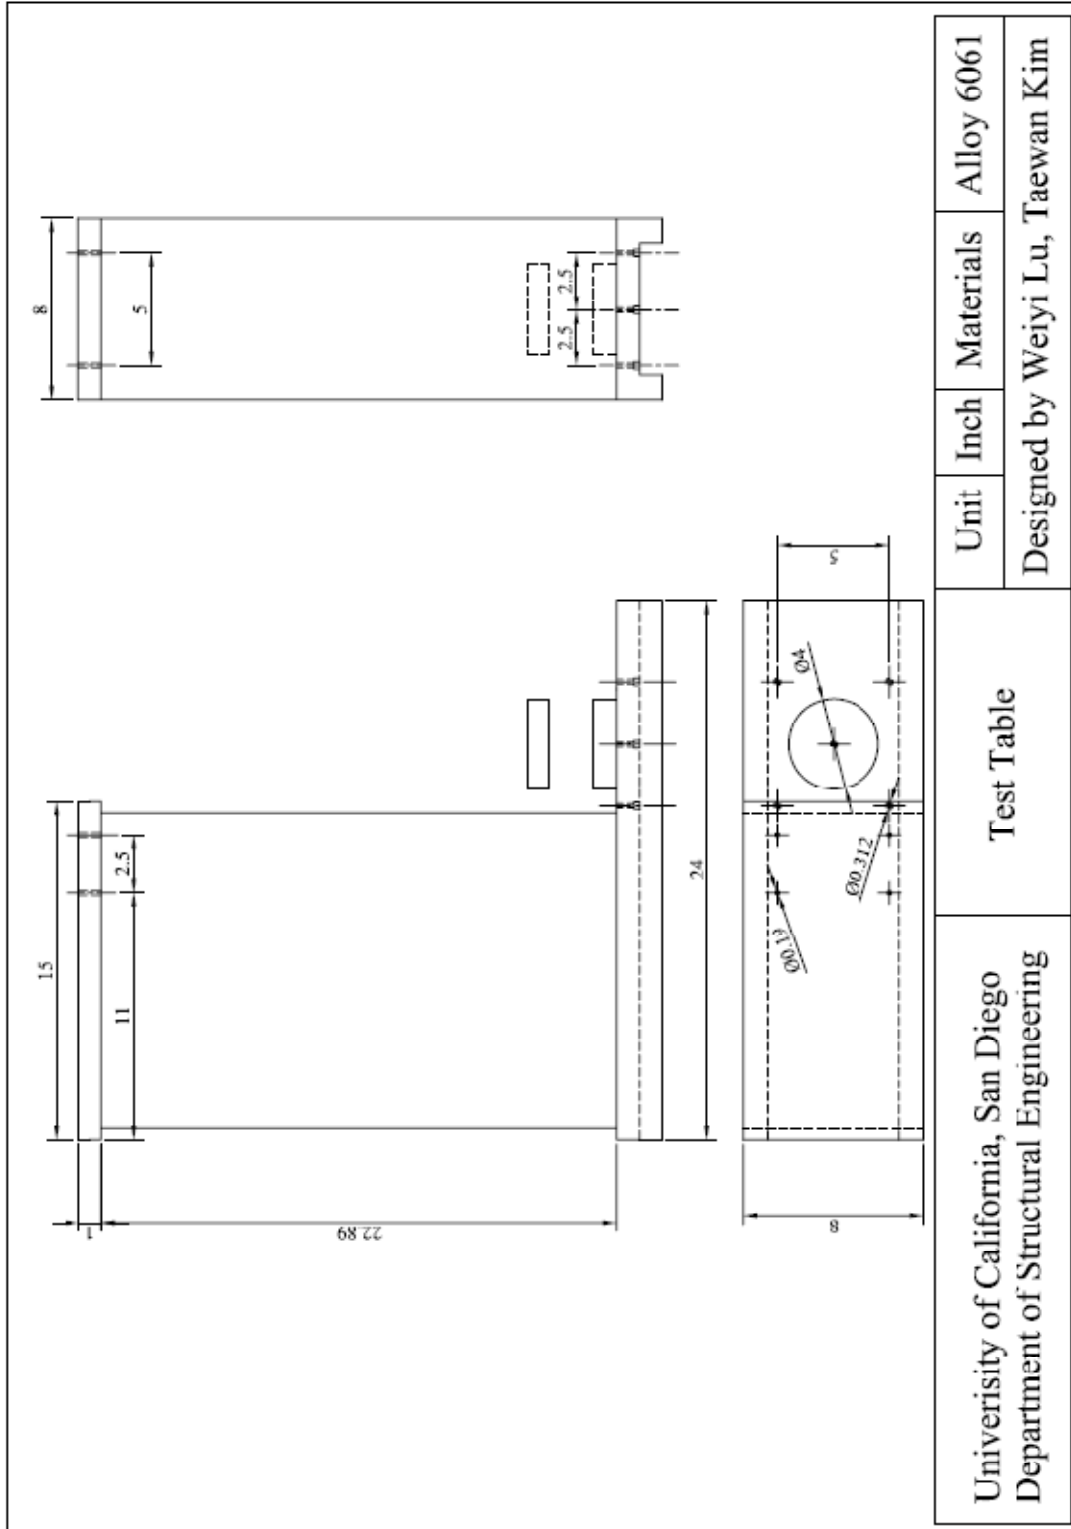 15
11
2.5
1
22.89
24
8
5
2.5
2.5
8
5
Ø4
Ø0.312
Ø0.19
Univerisity of California, San Diego
Department of Structural Engineering
Test Table
Unit
Inch
Materials
Alloy 6061
Designed by Weiyi Lu, Taewan Kim